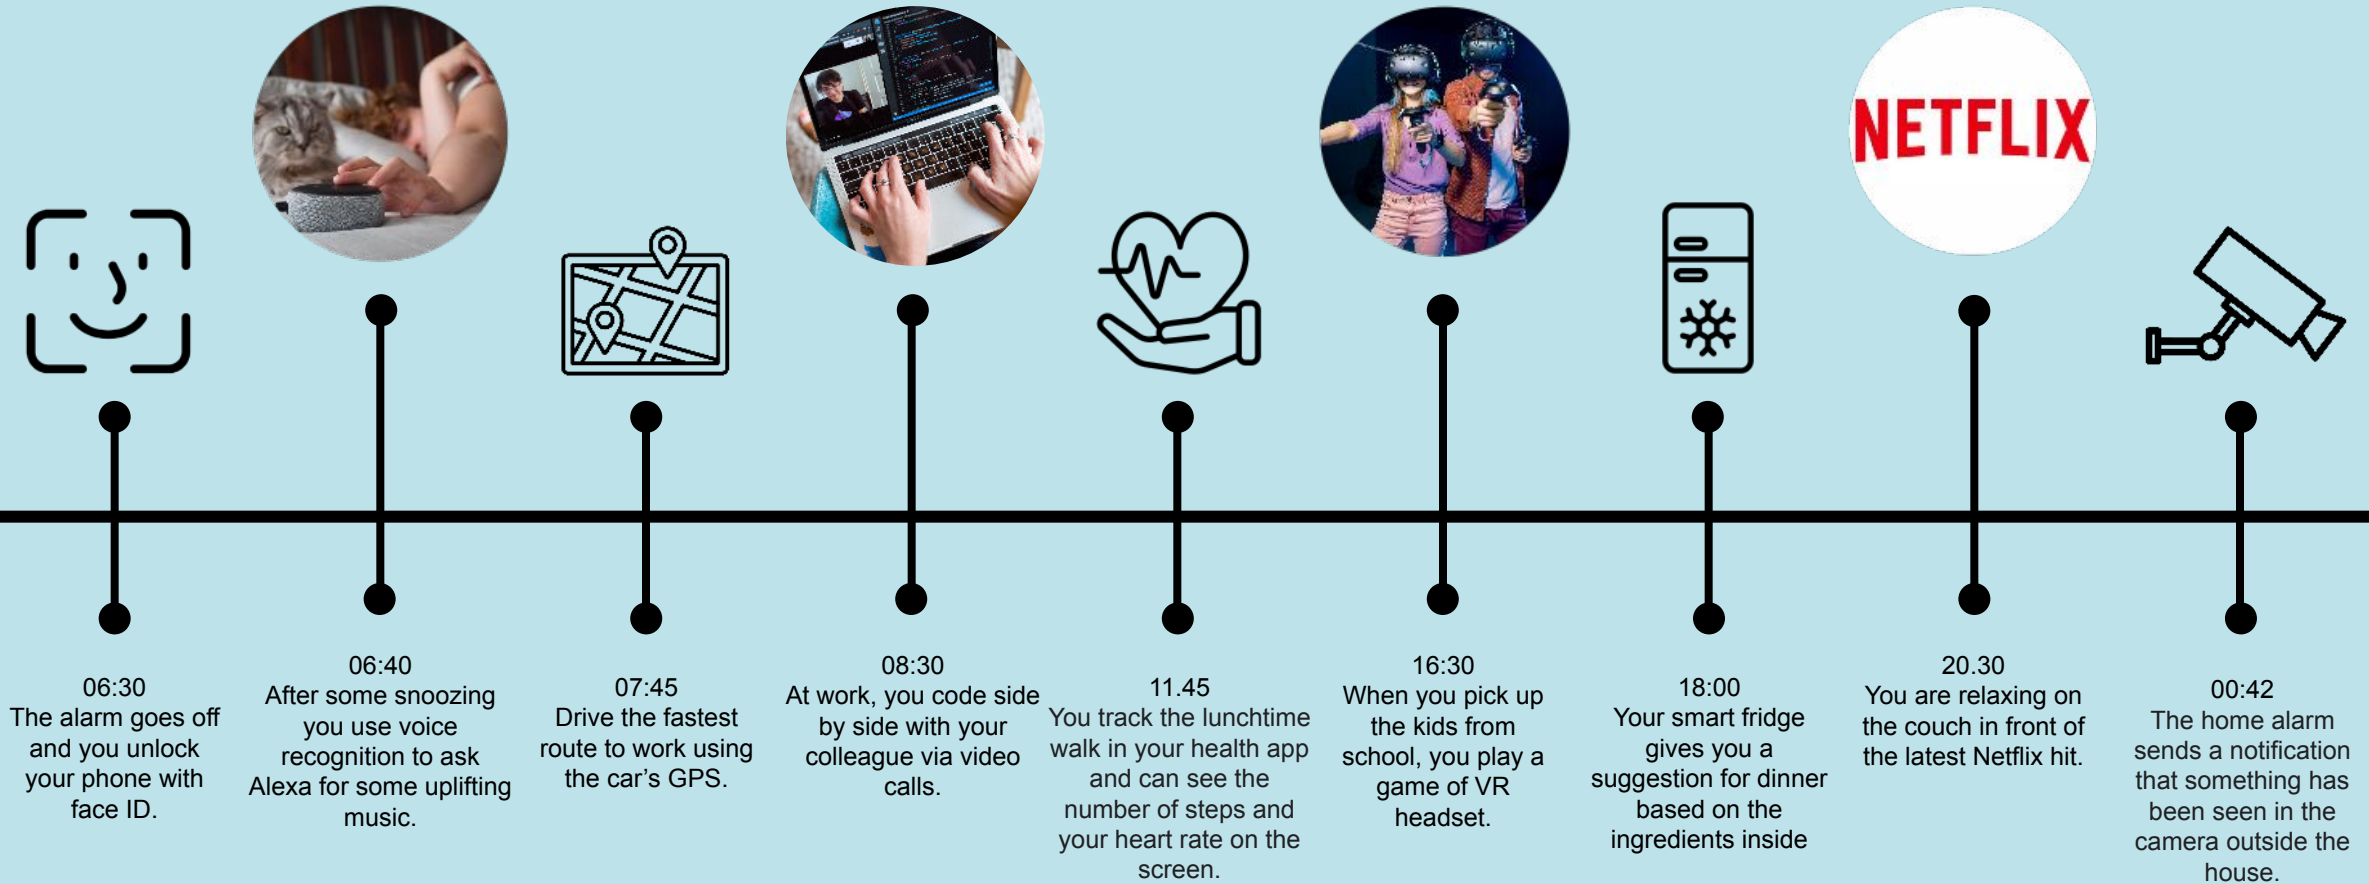 NETFLIX
06:30
The alarm goes off
and you unlock
your phone with
face ID.
06:40
After some snoozing
you use voice
recognition to ask
Alexa for some uplifting
music.
07:45
Drive the fastest
route to work using
the car’s GPS.
08:30
At work, you code side
by side with your
colleague via video
calls.
11.45
You track the lunchtime
walk in your health app
and can see the
number of steps and
your heart rate on the
screen.
16:30
When you pick up
the kids from
school, you play a
game of VR
headset.
18:00
Your smart fridge
gives you a
suggestion for dinner
based on the
ingredients inside
20.30
You are relaxing on
the couch in front of
the latest Netflix hit.
00:42
The home alarm
sends a notification
that something has
been seen in the
camera outside the
house.